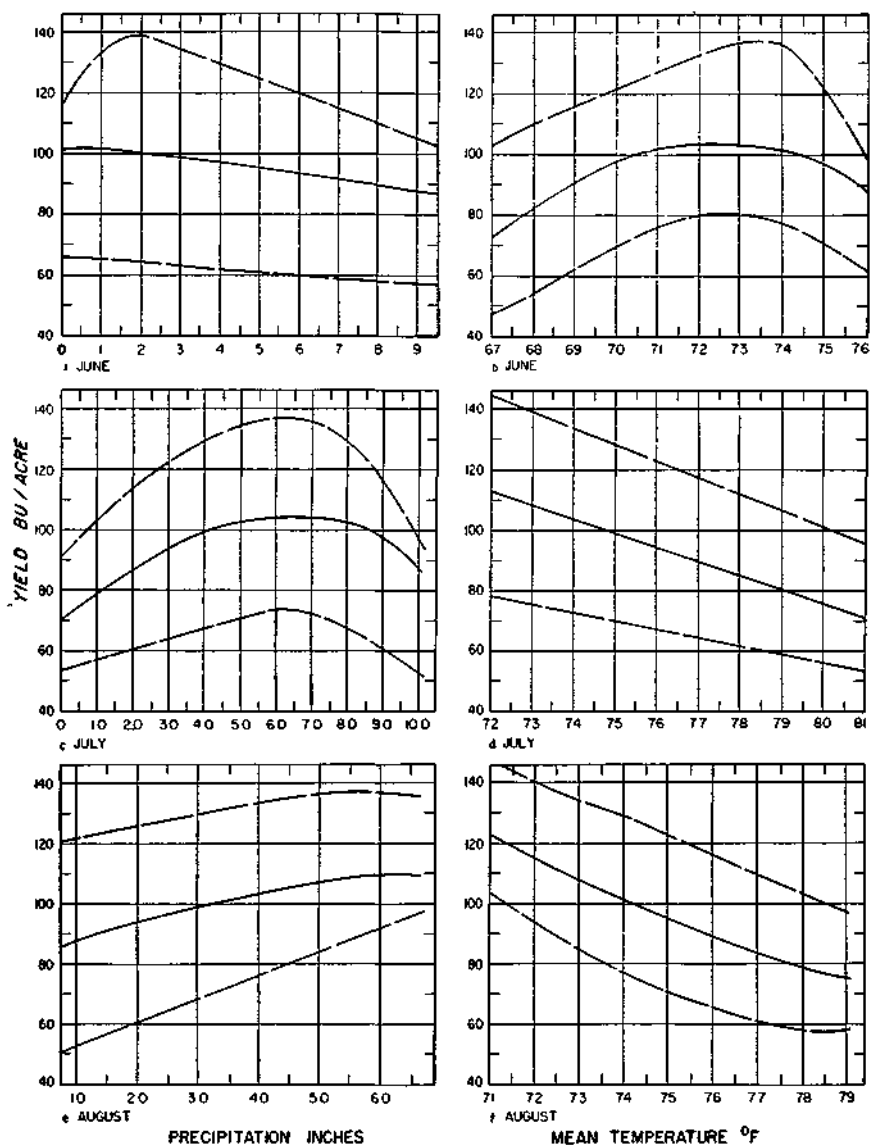 140
120
100
80
60
40
0 1 2 3 4 5 6 7 8 9
JUNE
140
120
100
80
60
40
67 68 69 70 71 72 73 74 75 76
b JUNE
YIELD BU/ACRE
140
120
100
80
60
40
0 10 20 30 40 50 60 70 80 90 100
c JULY
140
120
100
80
60
40
72 73 74 75 76 77 78 79 80 81
d JULY
140
120
100
80
60
40
10 20 30 40 50 60
e AUGUST
PRECIPITATION INCHES
140
120
100
80
60
40
71 72 73 74 75 76 77 78 79
f AUGUST
MEAN TEMPERATURE °F